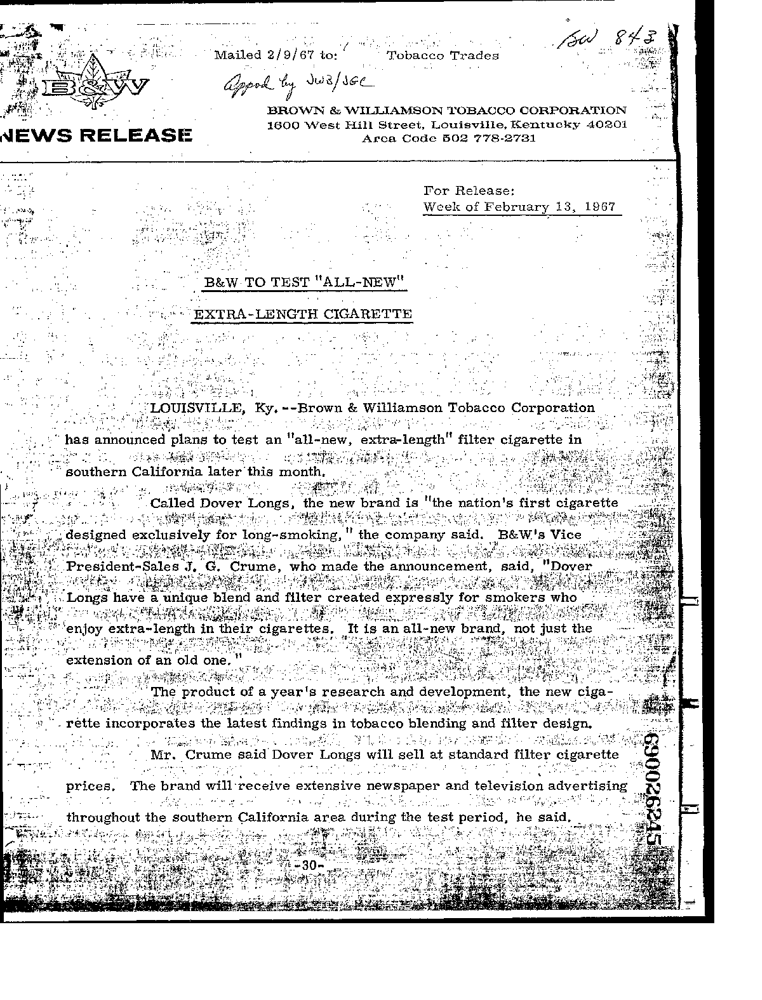 BW 843
Mailed 2/9/67 to: Tobacco Trades
Appod by JWB/JGC
B&W
BROWN & WILLIAMSON TOBACCO CORPORATION
1600 West Hill Street, Louisville, Kentucky 40201
NEWS RELEASE
Area Code 502 778-2731
For Release:
Week of February 13, 1967
B&W TO TEST "ALL-NEW"
EXTRA-LENGTH CIGARETTE
LOUISVILLE, Ky. --Brown & Williamson Tobacco Corporation
has announced plans to test an "all-new, extra-length" filter cigarette in
southern California later this month.
Called Dover Longs, the new brand is "the nation's first cigarette
designed exclusively for long-smoking," the company said. B&W's Vice
President-Sales J. G. Crume, who made the announcement, said, "Dover
Longs have a unique blend and filter created expressly for smokers who
enjoy extra-length in their cigarettes. It is an all-new brand, not just the
extension of an old one."
The product of a year's research and development, the new ciga-
rette incorporates the latest findings in tobacco blending and filter design.
Mr. Crume said Dover Longs will sell at standard filter cigarette
prices. The brand will receive extensive newspaper and television advertising
throughout the southern California area during the test period, he said.
-30-
690026245